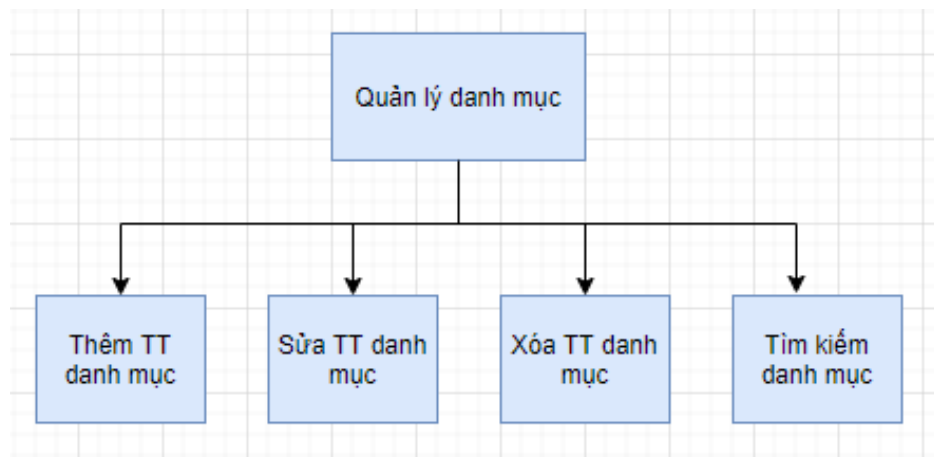 Quản lý danh mục
Thêm TT
danh mục
Sửa TT danh
mục
Xóa TT danh
mục
Tìm kiếm
danh mục